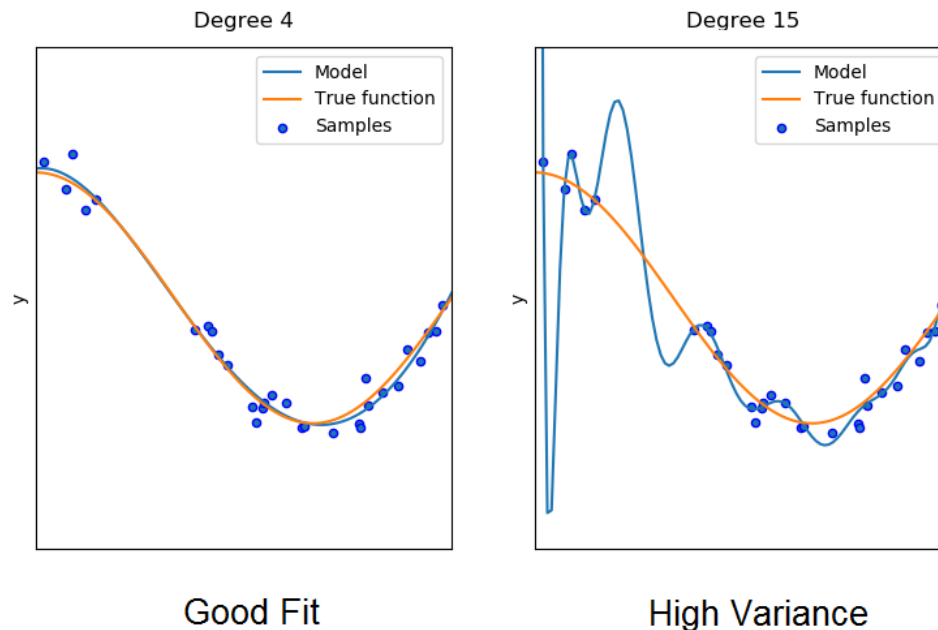 Degree 4
Model
True function
Samples
y
Good Fit
Degree 15
Model
True function
Samples
y
High Variance